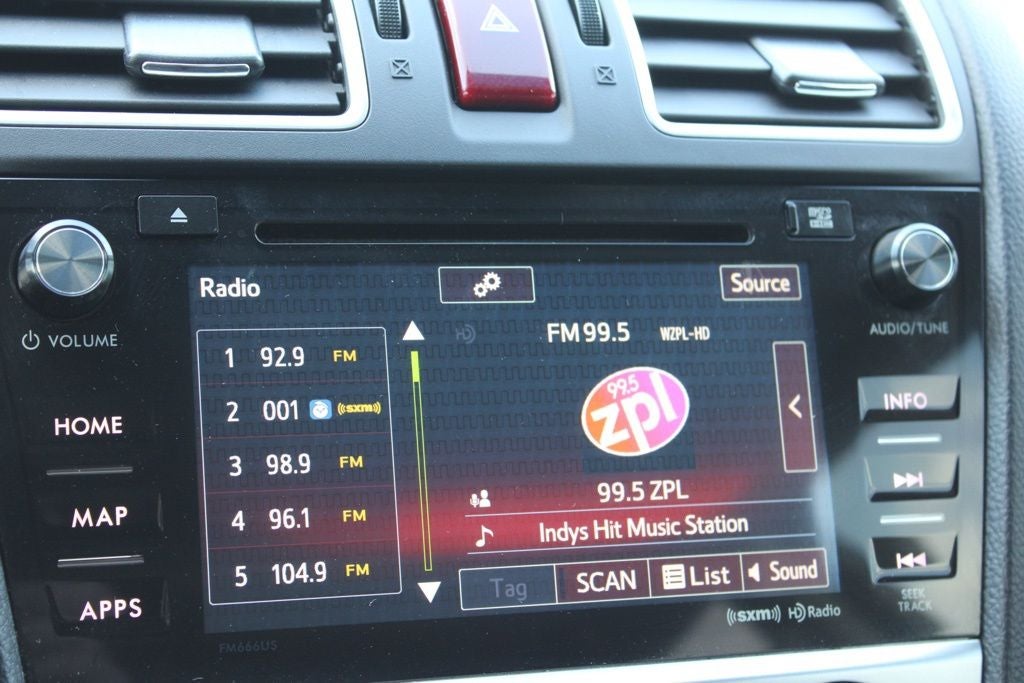 VOLUME
HOME
MAP
APPS
FM666US
Radio
Source
1 92.9 FM
2 001 ((sxm))
3 98.9 FM
4 96.1 FM
5 104.9 FM
HD
FM 99.5 WZPL-HD
99.5
zpl
99.5 ZPL
Indys Hit Music Station
Tag SCAN List Sound
((sxm)) HD Radio
AUDIO/TUNE
INFO
SEEK
TRACK